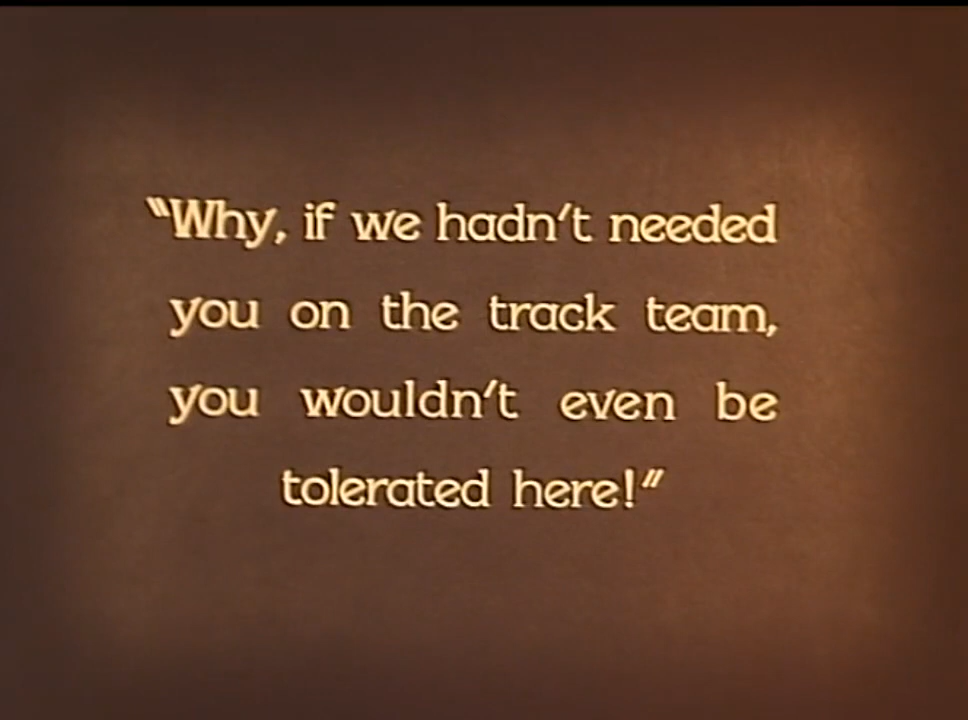 “Why, if we hadn’t needed
you on the track team,
you wouldn’t even be
tolerated here!”